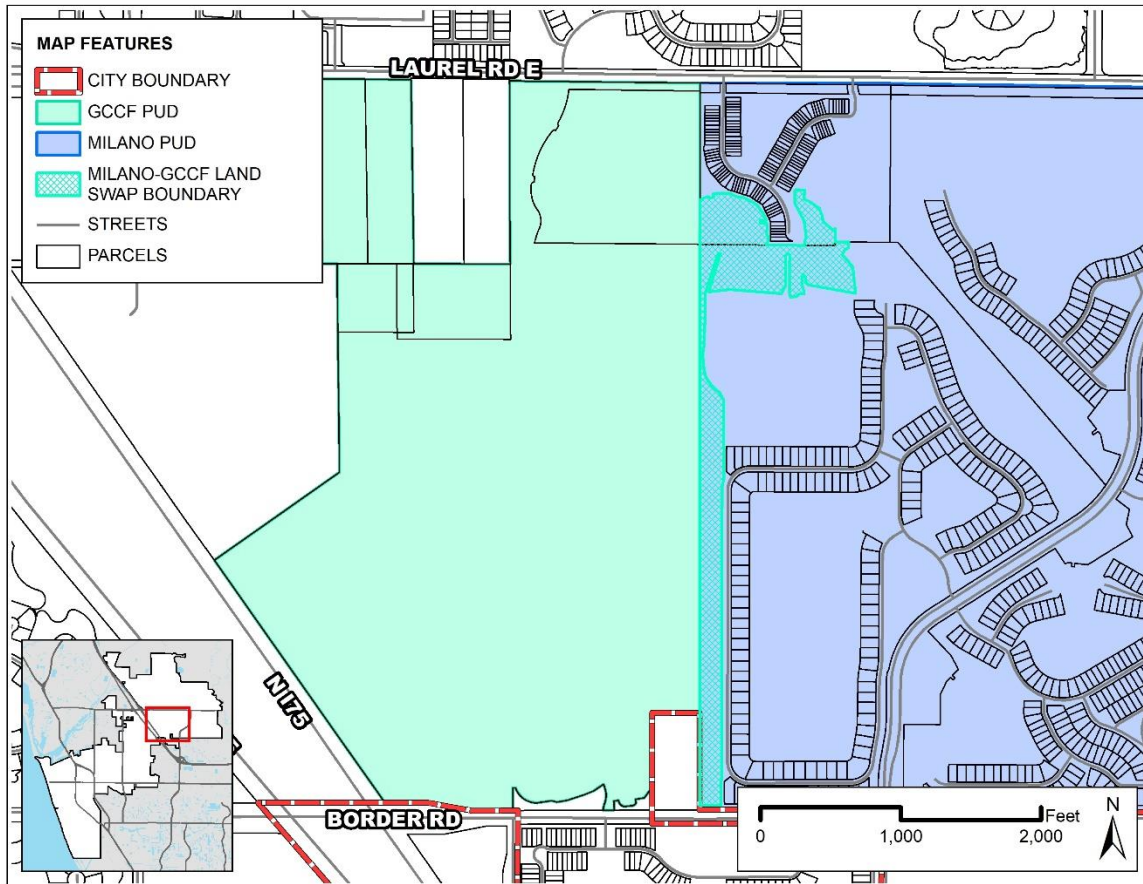 MAP FEATURES
CITY BOUNDARY
GCCF PUD
MILANO PUD
MILANO-GCCF LAND
SWAP BOUNDARY
STREETS
PARCELS
LAUREL RD E
N I75
BORDER RD
0 1,000 2,000 Feet
N